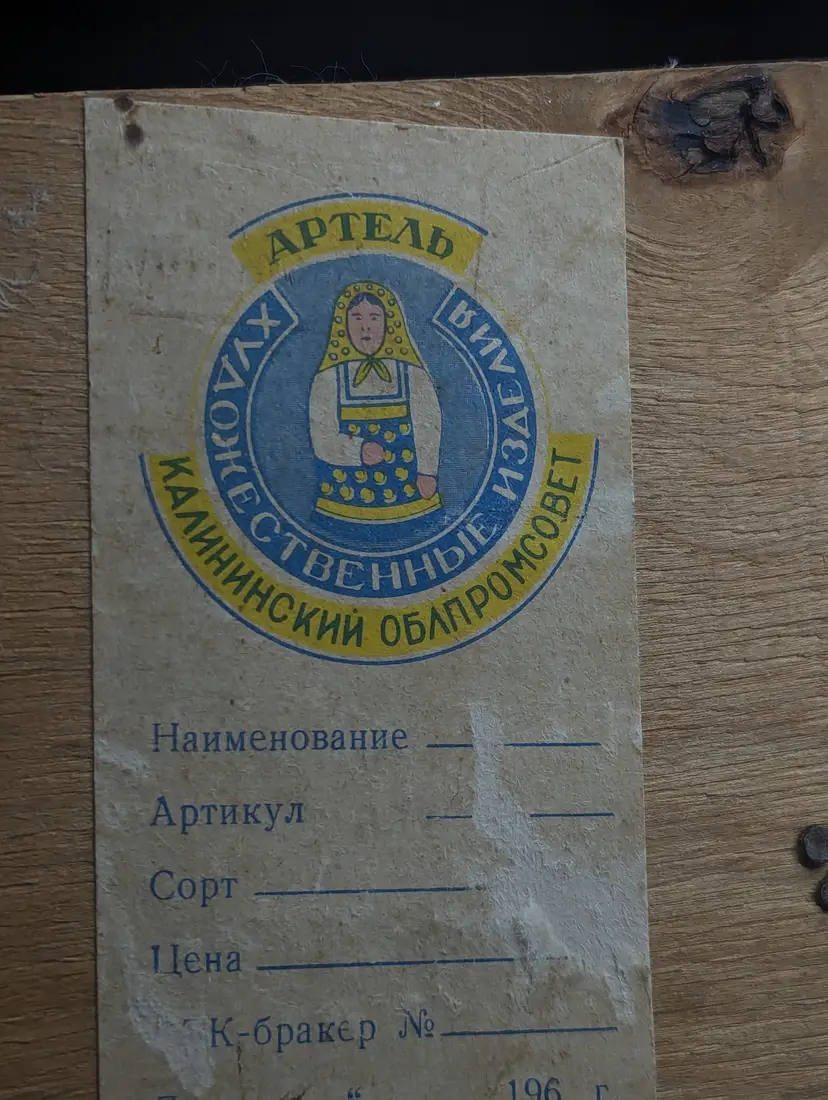 АРТЕЛЬ
ХУДОЖЕСТВЕННЫЕ ИЗДЕЛИЯ
КАЛИНИНСКИЙ ОБЛПРОМСОВЕТ
Наименование
Артикул
Сорт
Цена
К-бракер №
“ 196 г